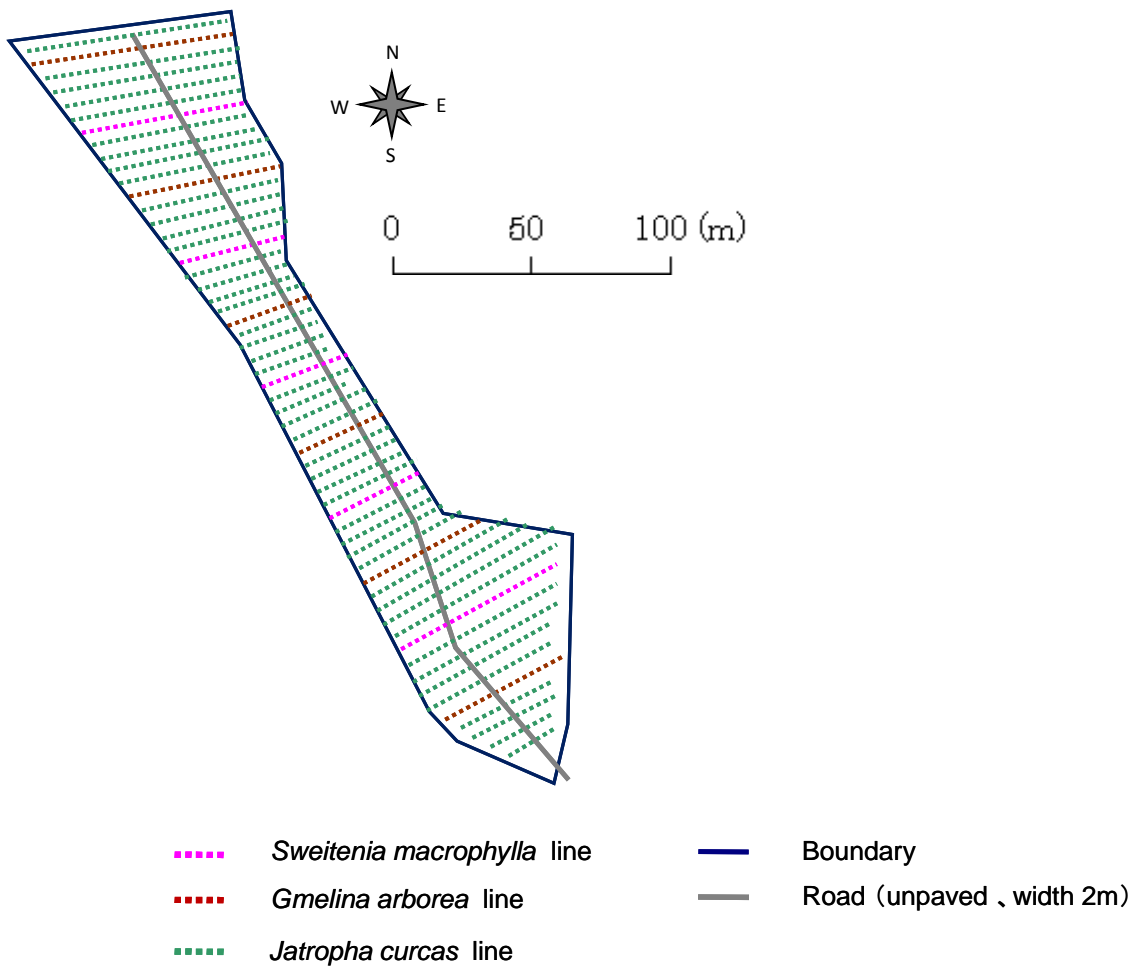 N
W E
S
0 50 100 (m)
Sweitenia macrophylla line
Gmelina arborea line
Jatropha curcas line
Boundary
Road（unpaved 、width 2m）